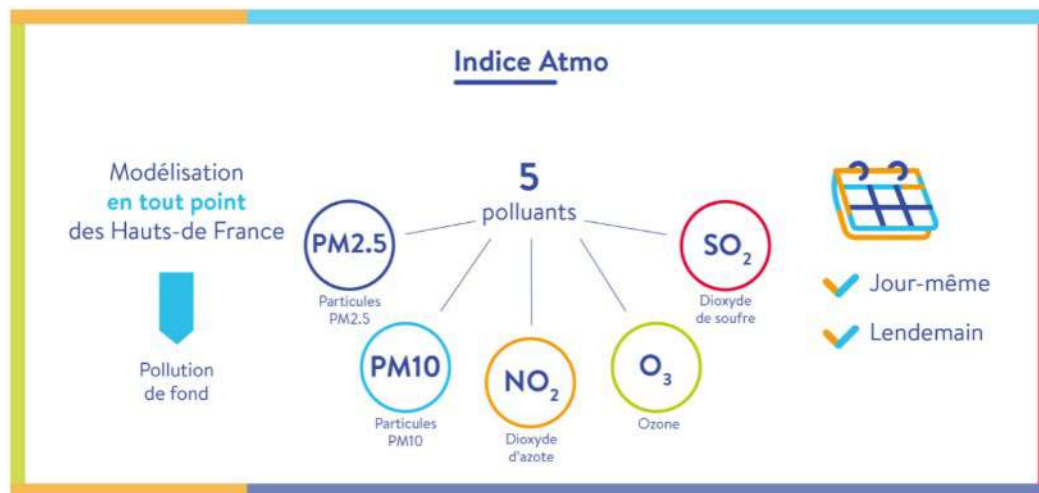 Indice Atmo
Modélisation
en tout point
des Hauts-de France
Pollution
de fond
5
polluants
PM2.5
Particules
PM2.5
PM10
Particules
PM10
NO₂
Dioxyde
d'azote
O₃
Ozone
SO₂
Dioxyde
de soufre
Jour-même
Lendemain